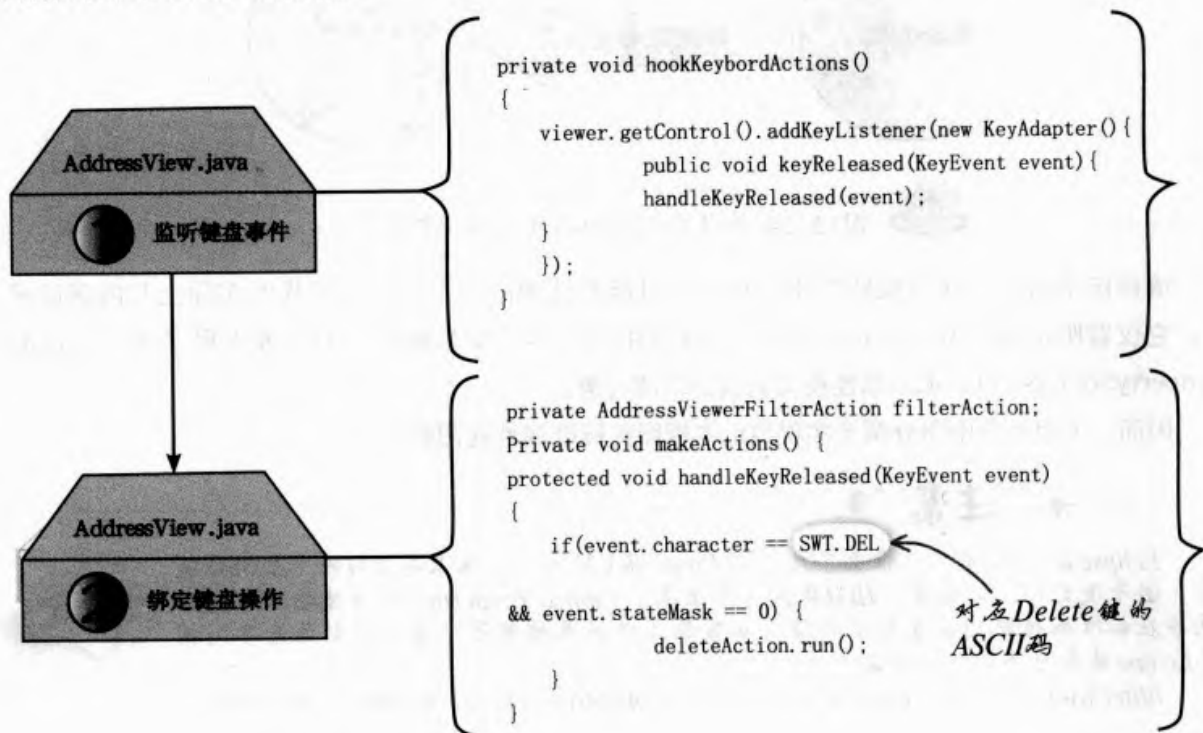 AddressView.java
1 监听键盘事件
private void hookKeybordActions()
{
viewer.getControl().addKeyListener(new KeyAdapter(){
public void keyReleased(KeyEvent event){
handleKeyReleased(event);
}
});
}
AddressView.java
2 绑定键盘操作
private AddressViewerFilterAction filterAction;
Private void makeActions() {
protected void handleKeyReleased(KeyEvent event)
{
if(event.character == SWT.DEL
&& event.stateMask == 0) {
deleteAction.run();
}
}
对应Delete键的
ASCII码